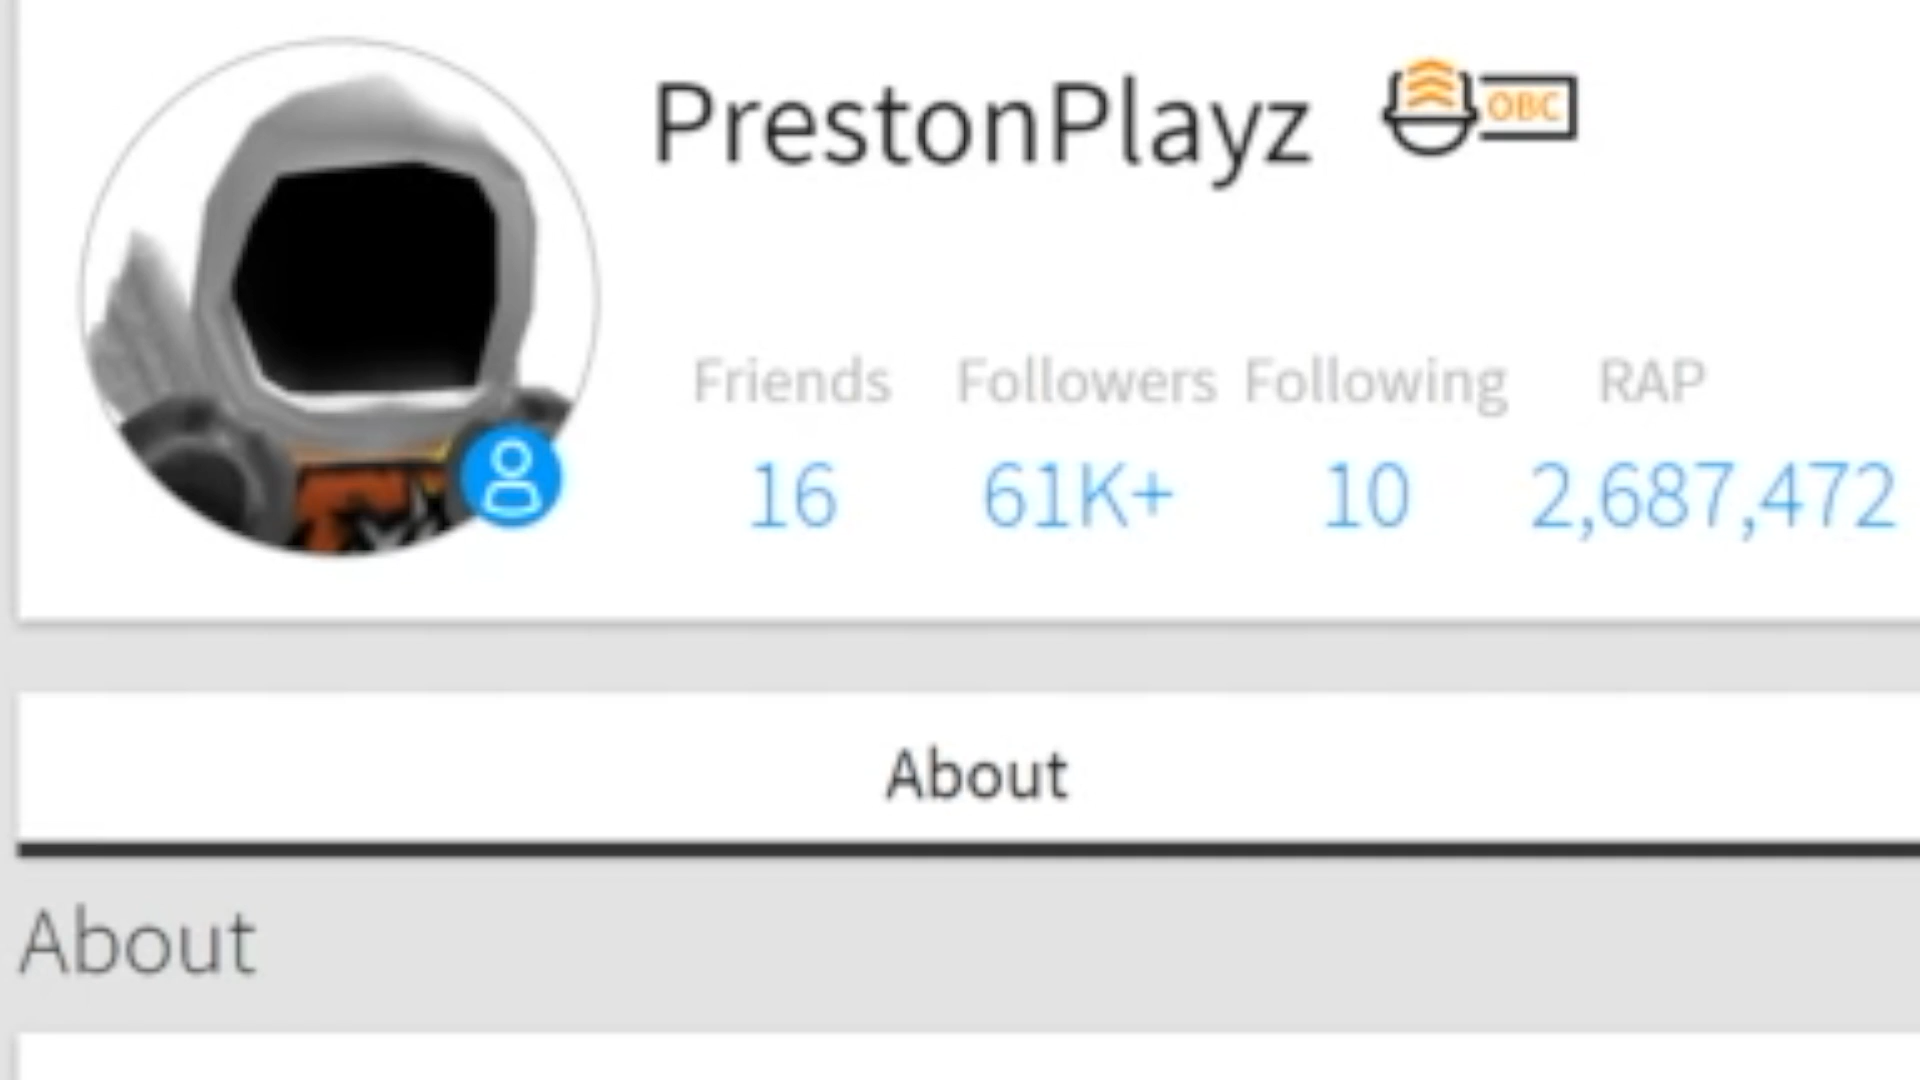 PrestonPlayz OBC
Friends Followers Following RAP
16 61K+ 10 2,687,472
About
About